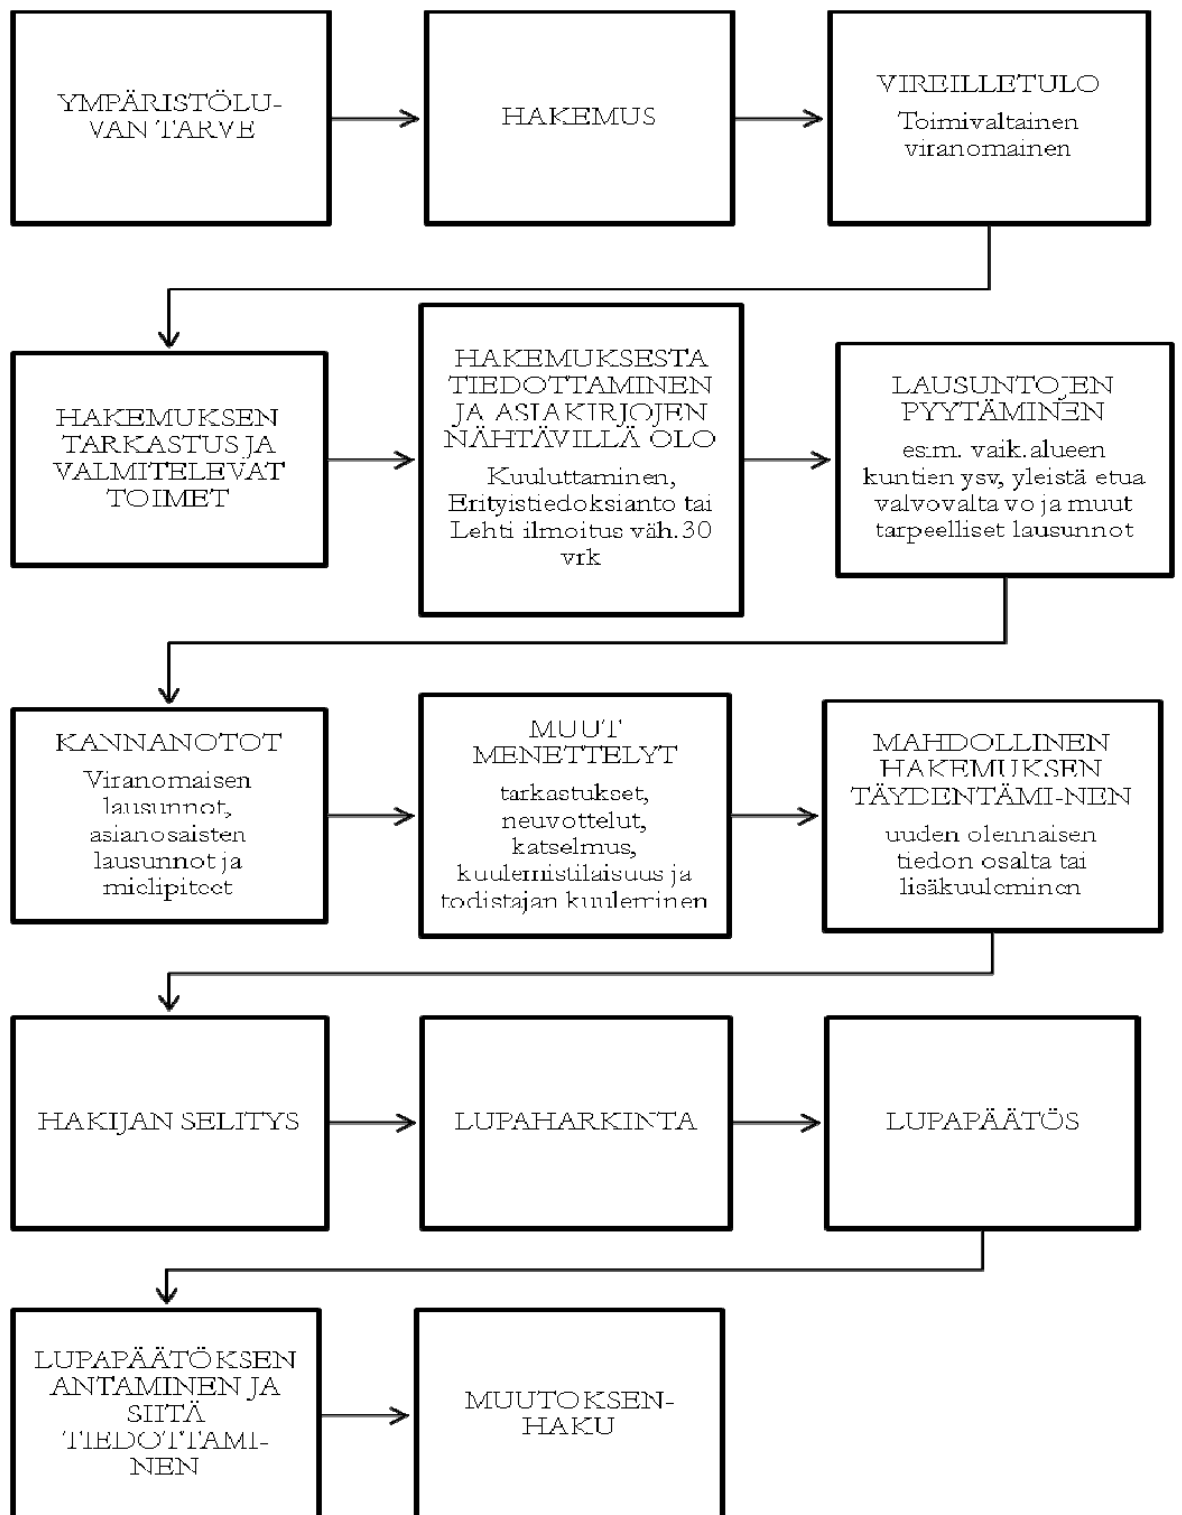 YMPÄRISTÖLU-
VAN TARVE
HAKEMUS
VIREILLETULO
Toimivaltainen
viranomainen
HAKEMUKSEN
TARKASTUS JA
VALMITELEVAT
TOIMET
HAKEMUKSESTA
TIEDOTTAMINEN
JA ASIAKIRJOJEN
NÄHTÄVILLÄ OLO
Kuuluttaminen,
Erityistiedoksianto tai
Lehti ilmoitus väh.30
vrk
LAUSUNTOJEN
PYYTÄMINEN
esim. vaik.alueen
kuntien ysv, yleistä etua
valvovalta vo ja muut
tarpeelliset lausunnot
KANNANOTOT
Viranomaisen
lausunnot,
asianosaisten
lausunnot ja
mielipiteet
MUUT
MENETTELYT
tarkastukset,
neuvottelut,
katselmus,
kuulemistilaisuus ja
todistajan kuuleminen
MAHDOLLINEN
HAKEMUKSEN
TÄYDENTÄMI-NEN
uuden olennaisen
tiedon osalta tai
lisäkuuleminen
HAKIJAN SELITYS
LUPAHARKINTA
LUPAPÄÄTÖS
LUPAPÄÄTÖKSEN
ANTAMINEN JA
SIITÄ
TIEDOTTAMI-
NEN
MUUTOKSEN-
HAKU